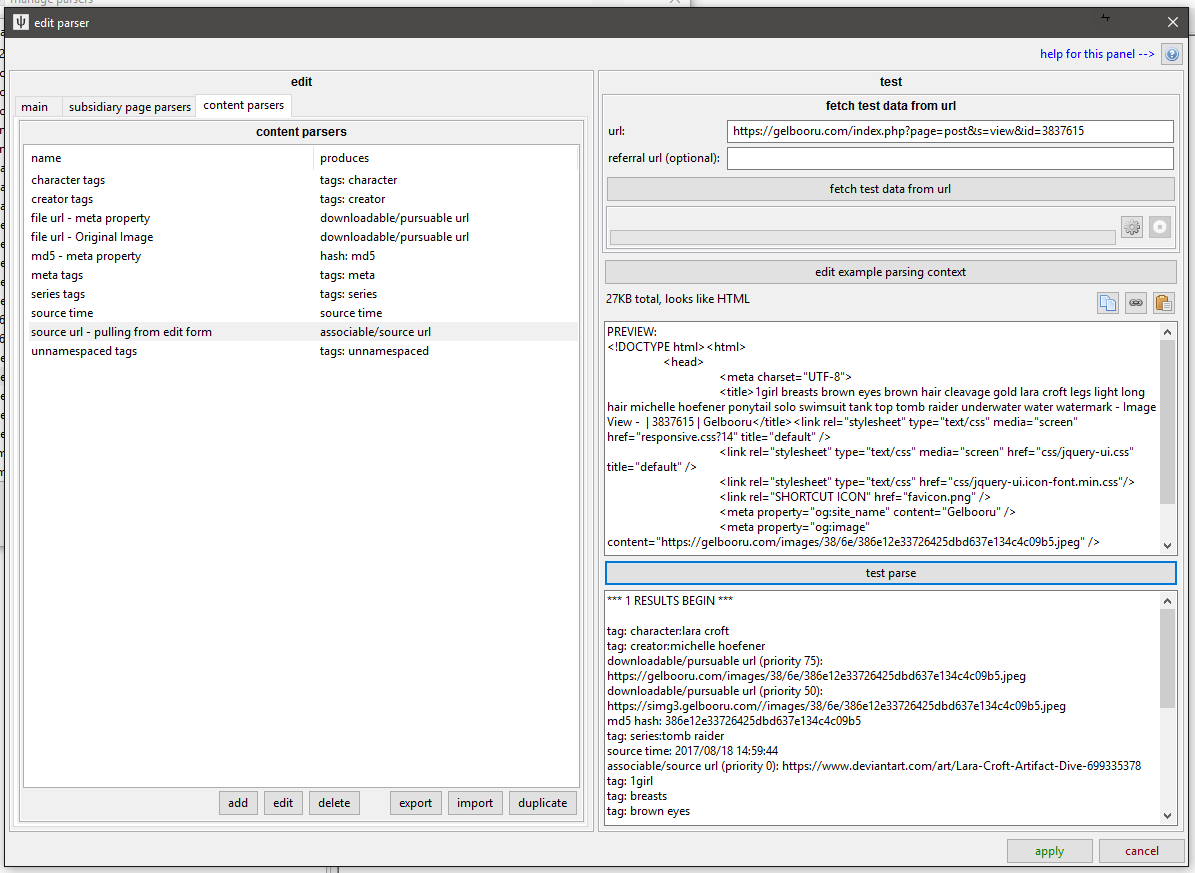 manage parsers
edit parser
help for this panel -->
edit
main
subsidiary page parsers
content parsers
content parsers
name
produces
character tags
tags: character
creator tags
tags: creator
file url - meta property
downloadable/pursuable url
file url - Original Image
downloadable/pursuable url
md5 - meta property
hash: md5
meta tags
tags: meta
series tags
tags: series
source time
source time
source url - pulling from edit form
associable/source url
unnamespaced tags
tags: unnamespaced
add
edit
delete
export
import
duplicate
test
fetch test data from url
url:
https://gelbooru.com/index.php?page=post&s=view&id=3837615
referral url (optional):
fetch test data from url
edit example parsing context
27KB total, looks like HTML
PREVIEW:
<!DOCTYPE html><html>
<head>
<meta charset="UTF-8">
<title>1girl breasts brown eyes brown hair cleavage gold lara croft legs light long
hair michelle hoefener ponytail solo swimsuit tank top tomb raider underwater water watermark - Image
View -  | 3837615 | Gelbooru</title><link rel="stylesheet" type="text/css" media="screen"
href="responsive.css?14" title="default" />
<link rel="stylesheet" type="text/css" media="screen" href="css/jquery-ui.css"
title="default" />
<link rel="stylesheet" type="text/css" href="css/jquery-ui.icon-font.min.css"/>
<link rel="SHORTCUT ICON" href="favicon.png" />
<meta property="og:site_name" content="Gelbooru" />
<meta property="og:image"
content="https://gelbooru.com/images/38/6e/386e12e33726425dbd637e134c4c09b5.jpeg" />
test parse
*** 1 RESULTS BEGIN ***
tag: character:lara croft
tag: creator:michelle hoefener
downloadable/pursuable url (priority 75):
https://gelbooru.com/images/38/6e/386e12e33726425dbd637e134c4c09b5.jpeg
downloadable/pursuable url (priority 50):
https://simg3.gelbooru.com//images/38/6e/386e12e33726425dbd637e134c4c09b5.jpeg
md5 hash: 386e12e33726425dbd637e134c4c09b5
tag: series:tomb raider
source time: 2017/08/18 14:59:44
associable/source url (priority 0): https://www.deviantart.com/art/Lara-Croft-Artifact-Dive-699335378
tag: 1girl
tag: breasts
tag: brown eyes
apply
cancel